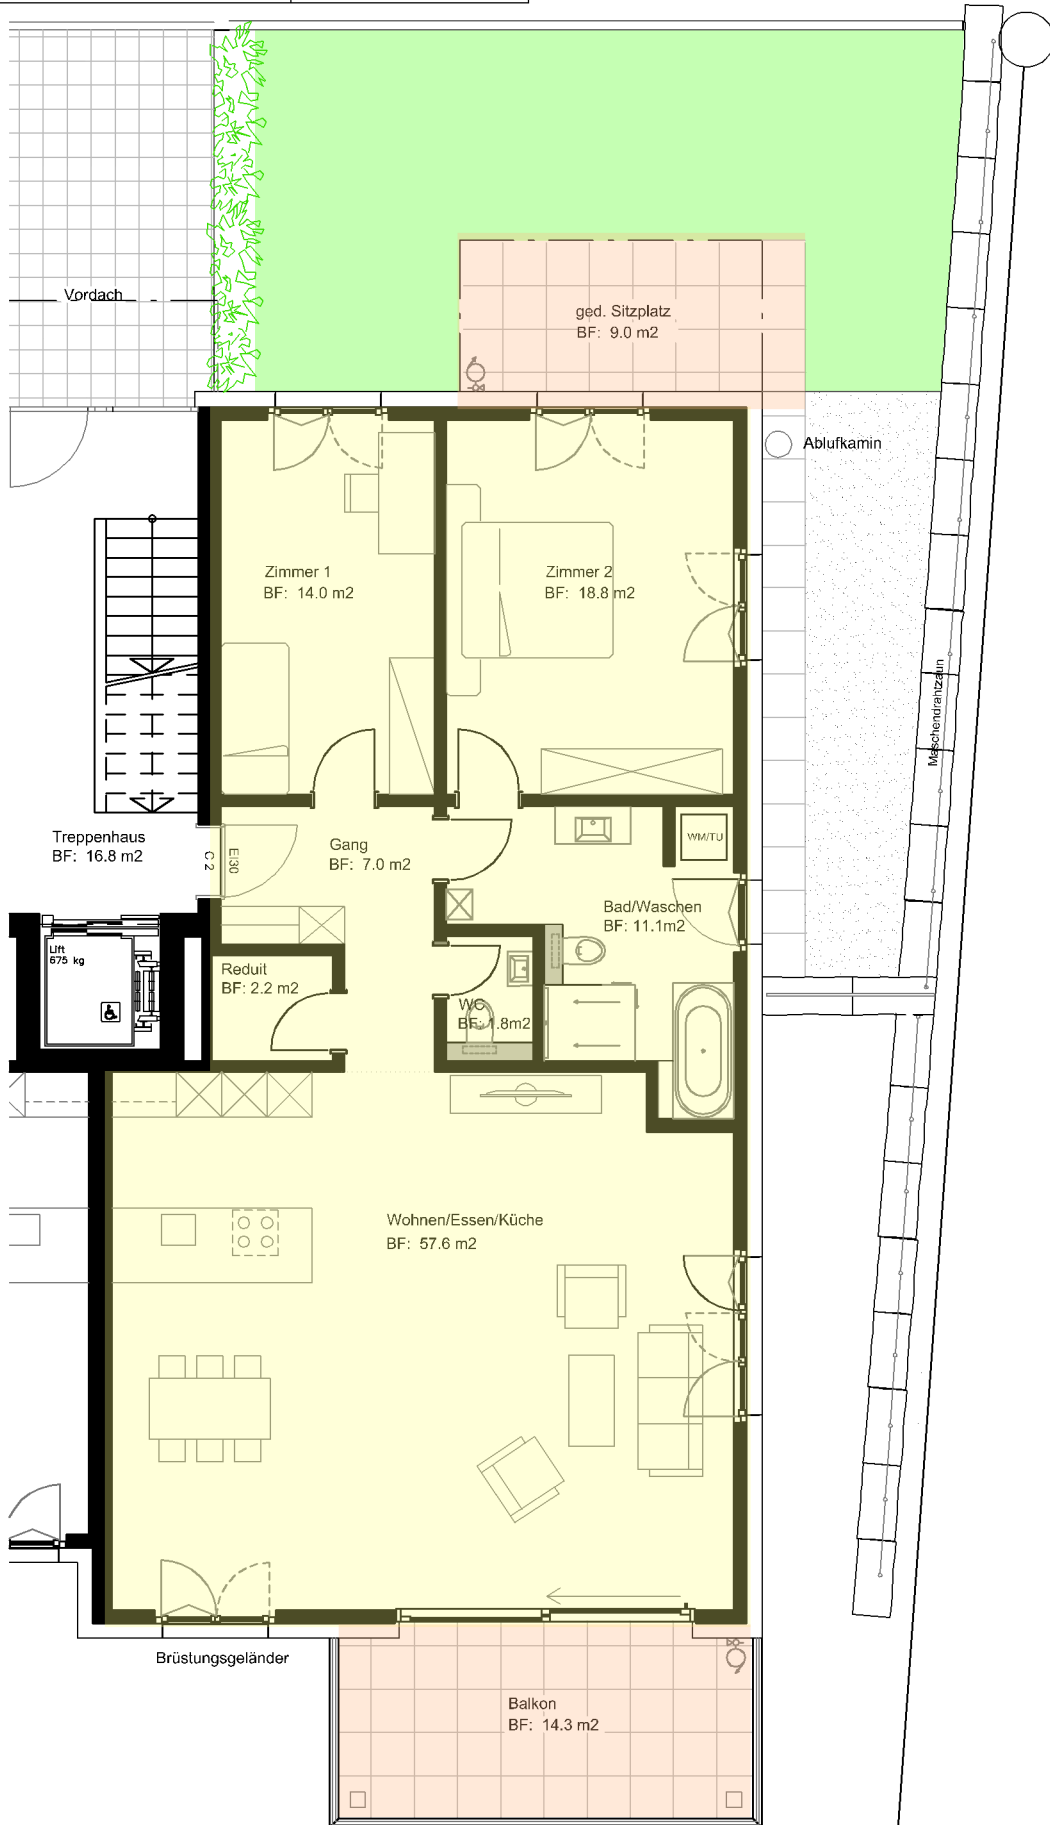 Vordach
ged. Sitzplatz
BF: 9.0 m2
Ablufkamin
Zimmer 1
BF: 14.0 m2
Zimmer 2
BF: 18.8 m2
Maschendrahtzaun
Treppenhaus
BF: 16.8 m2
C 2
EI30
Gang
BF: 7.0 m2
WM/TU
Bad/Waschen
BF: 11.1m2
Lift
675 kg
Reduit
BF: 2.2 m2
WC
BF: 1.8m2
Wohnen/Essen/Küche
BF: 57.6 m2
Brüstungsgeländer
Balkon
BF: 14.3 m2